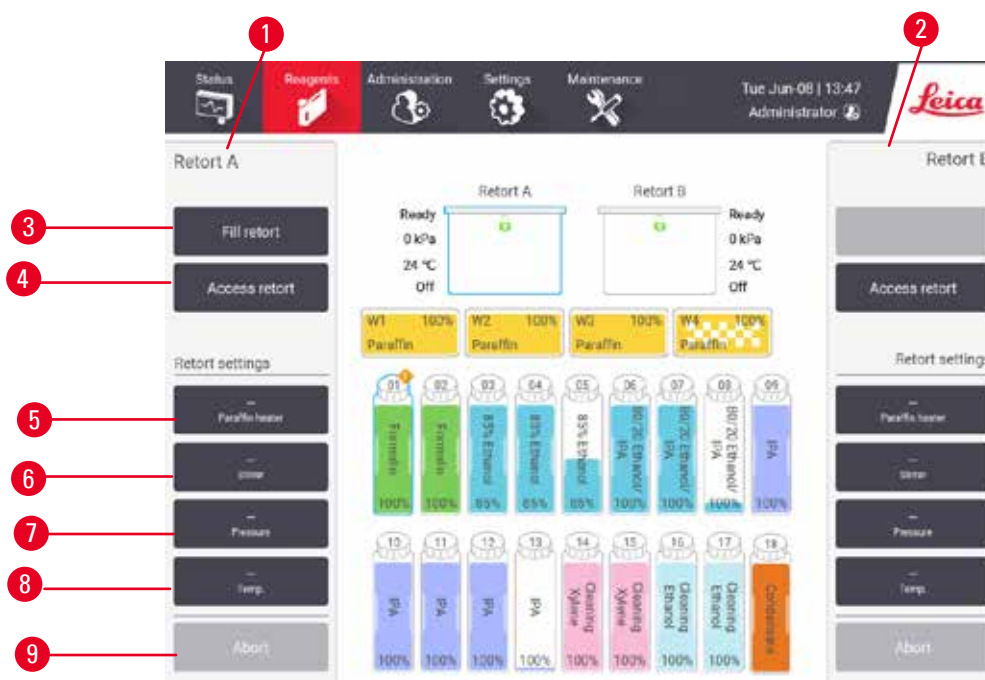 1
2
Status
Reagents
Administration
Settings
Maintenance
Tue Jun-08 | 13:47
Administrator
Leica
Retort A
Retort
Retort A
Retort B
3
Fill retort
Ready
0 kPa
24 °C
Off
Ready
0 kPa
24 °C
Off
4
Access retort
Access retort
W1 100%
Paraffin
W2 100%
Paraffin
W3 100%
Paraffin
W4 100%
Paraffin
Retort settings
Retort settings
01
02
03
04
05
06
07
08
09
5
--
Paraffin heater
--
Paraffin heater
Formalin
Formalin
85% Ethanol
85% Ethanol
85% Ethanol
80/20 Ethanol/
IPA
80/20 Ethanol/
IPA
80/20 Ethanol/
IPA
IPA
6
--
Stirrer
--
Stirrer
100%
100%
85%
85%
85%
100%
100%
100%
100%
7
--
Pressure
--
Pressure
10
11
12
13
14
15
16
17
18
8
--
Temp.
--
Temp.
IPA
IPA
IPA
IPA
Cleaning
Xylene
Cleaning
Xylene
Cleaning
Ethanol
Cleaning
Ethanol
Condensate
9
Abort
Abort
100%
100%
100%
100%
100%
100%
100%
100%